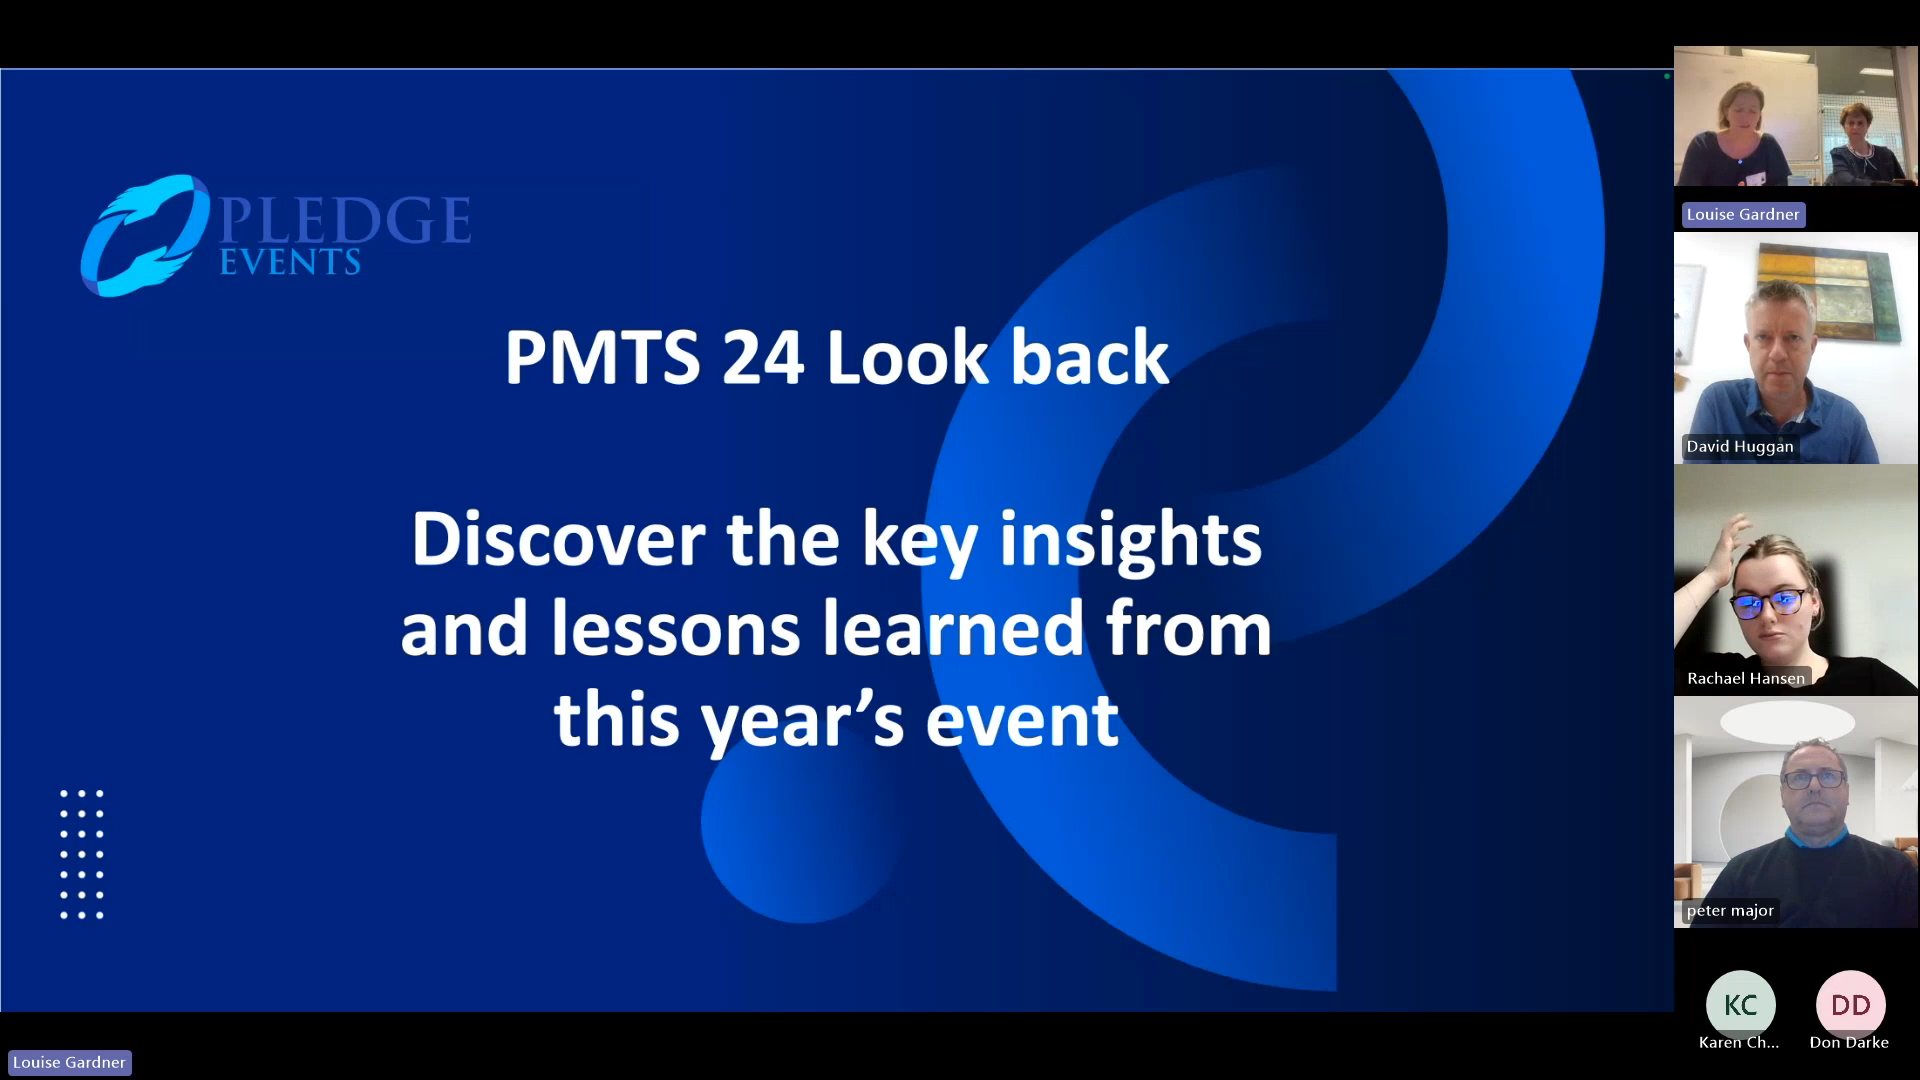 PLEDGE
EVENTS
PMTS 24 Look back
Discover the key insights
and lessons learned from
this year’s event
Louise Gardner
David Huggan
Rachael Hansen
peter major
KC
DD
Karen Ch...
Don Darke
Louise Gardner